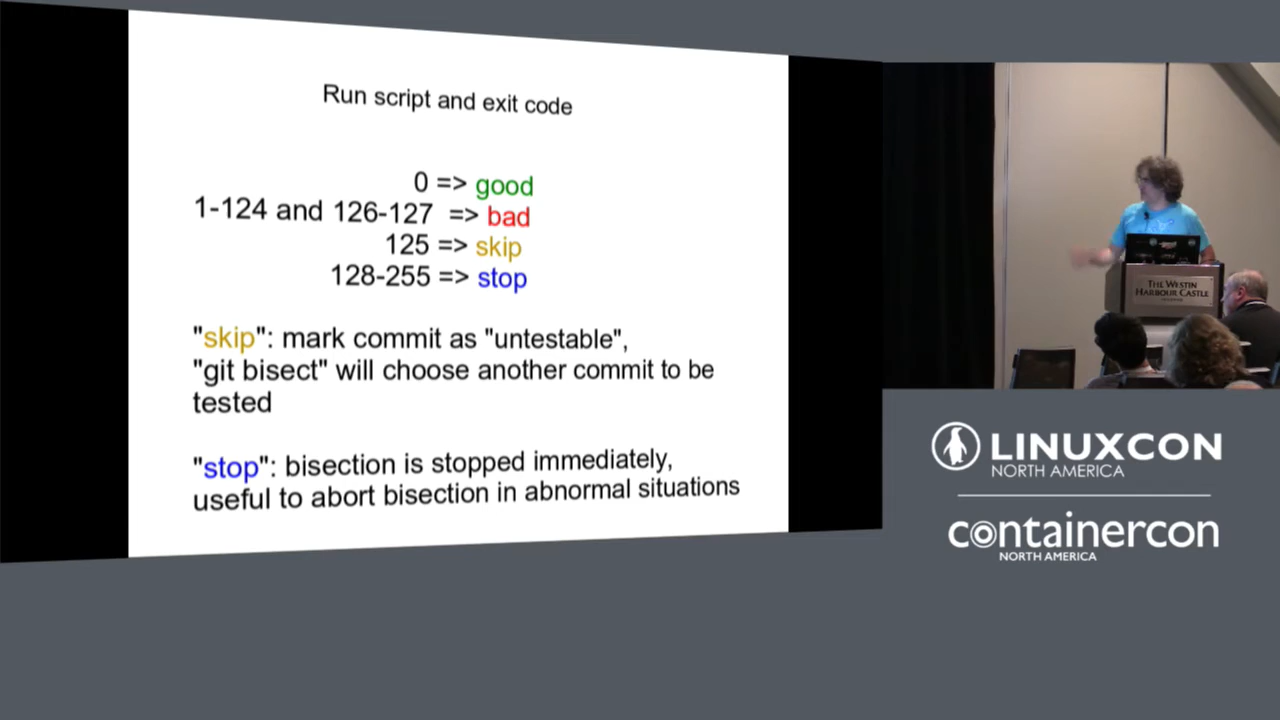 Run script and exit code
0 => good
1-124 and 126-127 => bad
125 => skip
128-255 => stop
"skip": mark commit as "untestable",
"git bisect" will choose another commit to be
tested
"stop": bisection is stopped immediately,
useful to abort bisection in abnormal situations
THE WESTIN
HARBOUR CASTLE
LINUXCON
NORTH AMERICA
containercon
NORTH AMERICA